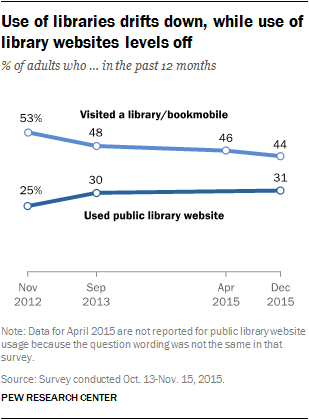 Use of libraries drifts down, while use of
library websites levels off
% of adults who ... in the past 12 months
Visited a library/bookmobile
53%
48
46
44
25%
30
31
Used public library website
Nov
2012
Sep
2013
Apr
2015
Dec
2015
Note: Data for April 2015 are not reported for public library website
usage because the question wording was not the same in that
survey.
Source: Survey conducted Oct. 13-Nov. 15, 2015.
PEW RESEARCH CENTER